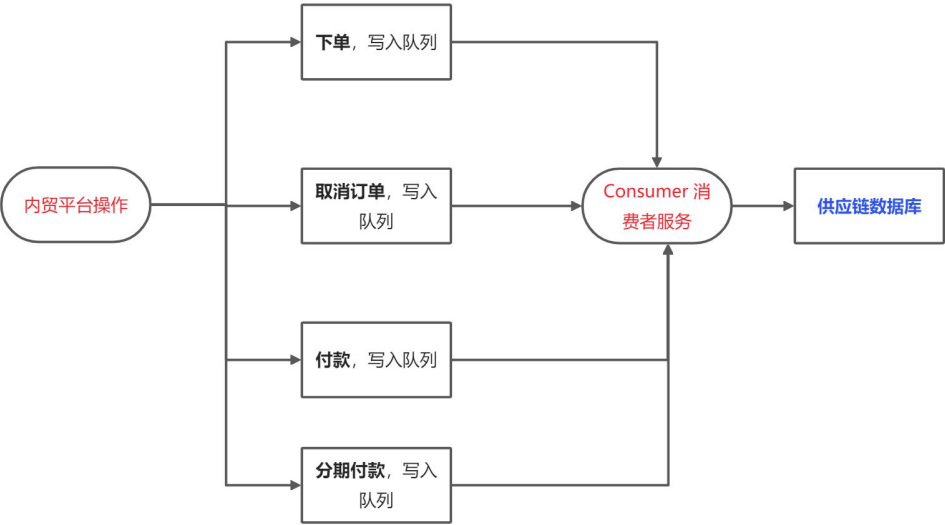 下单，写入队列
内贸平台操作
取消订单，写入
队列
Consumer 消
费者服务
供应链数据库
付款，写入队列
分期付款，写入
队列